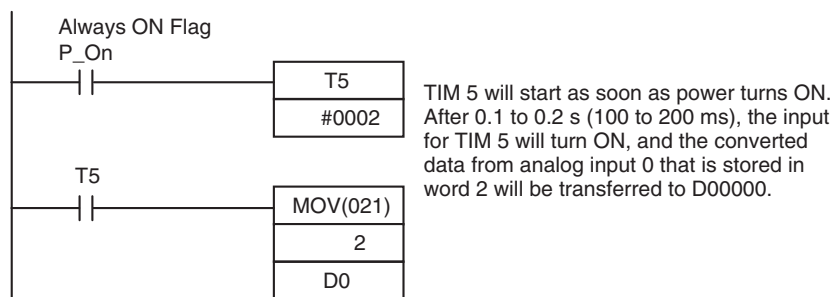 Always ON Flag
P_On
T5
#0002
TIM 5 will start as soon as power turns ON.
After 0.1 to 0.2 s (100 to 200 ms), the input
for TIM 5 will turn ON, and the converted
data from analog input 0 that is stored in
word 2 will be transferred to D00000.
T5
MOV(021)
2
D0